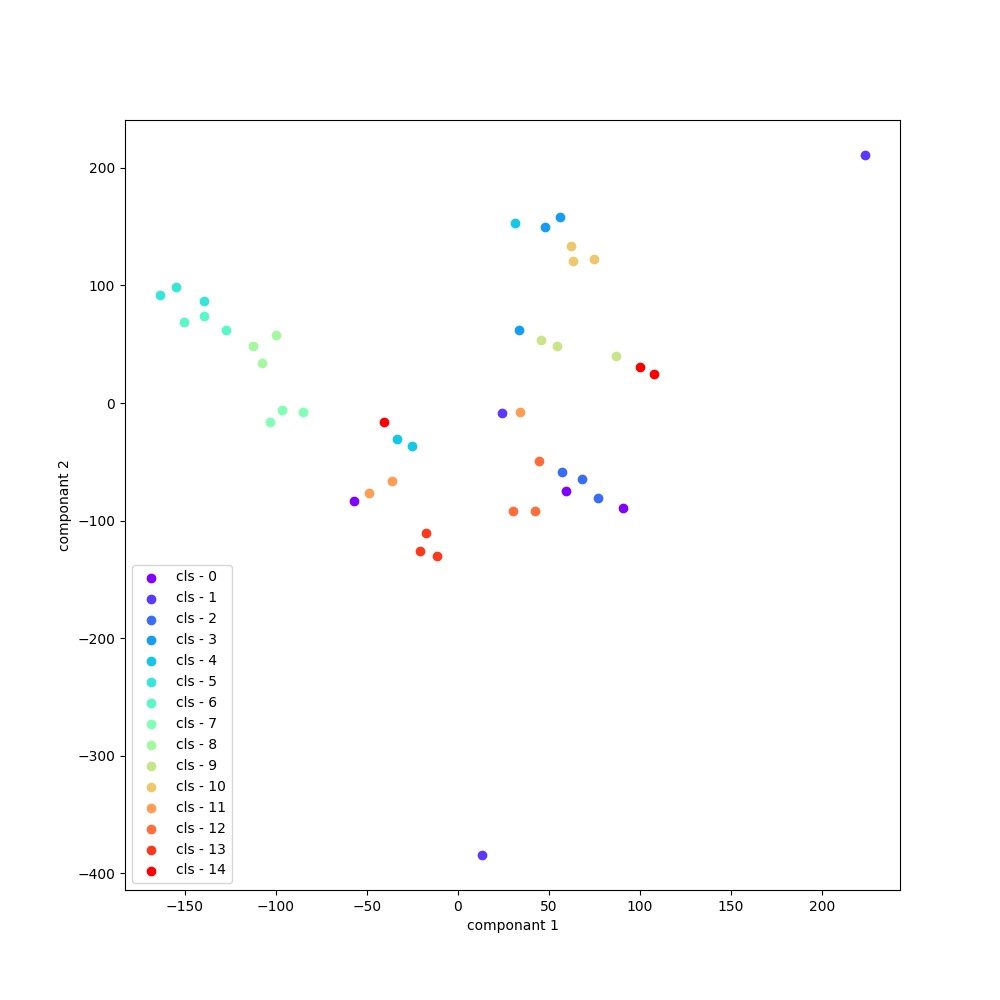 200
100
0
−100
−200
−300
−400
componant 2
cls - 0
cls - 1
cls - 2
cls - 3
cls - 4
cls - 5
cls - 6
cls - 7
cls - 8
cls - 9
cls - 10
cls - 11
cls - 12
cls - 13
cls - 14
−150 −100 −50 0 50 100 150 200
componant 1